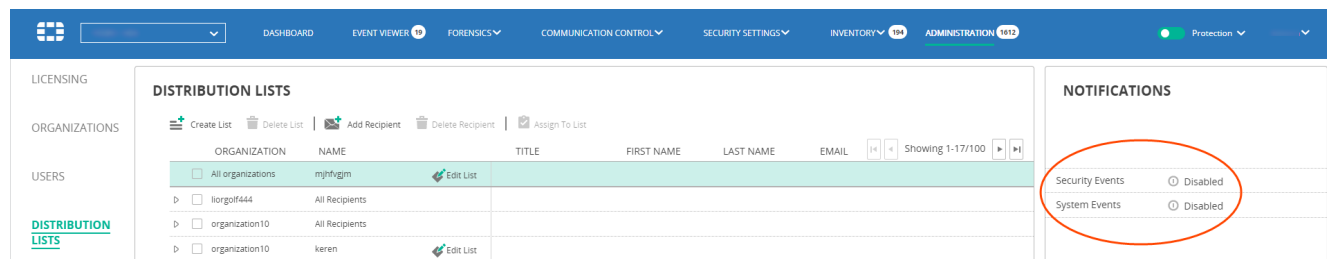 DASHBOARD EVENT VIEWER 19 FORENSICS COMMUNICATION CONTROL SECURITY SETTINGS INVENTORY 194 ADMINISTRATION 1612 Protection
LICENSING
ORGANIZATIONS
USERS
DISTRIBUTION
LISTS
DISTRIBUTION LISTS
Create List Delete List Add Recipient Delete Recipient Assign To List
ORGANIZATION NAME TITLE FIRST NAME LAST NAME EMAIL Showing 1-17/100
All organizations mjhfvgjm Edit List
liorgolf444 All Recipients
organization10 All Recipients
organization10 keren Edit List
NOTIFICATIONS
Security Events Disabled
System Events Disabled